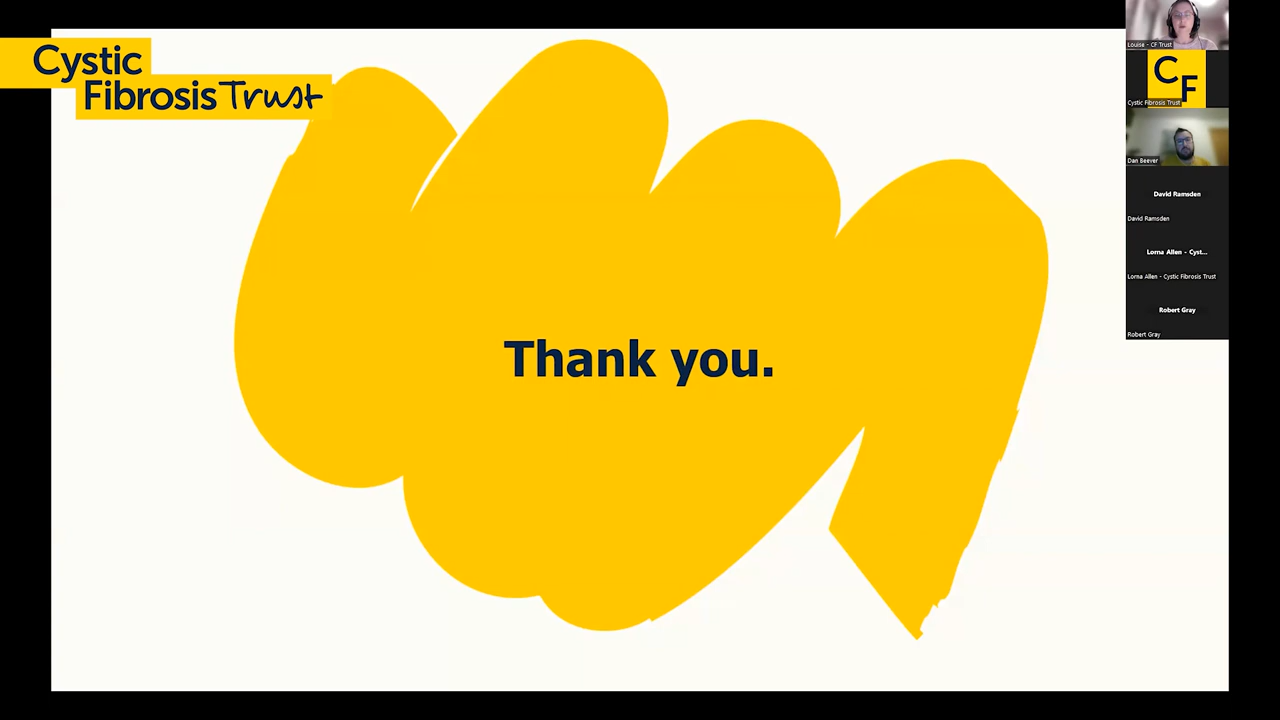 Cystic
Fibrosis Trust
Thank you.
Louise - CF Trust
CF
Cystic Fibrosis Trust
Dan Beever
David Ramsden
David Ramsden
Lorna Allen - Cyst...
Lorna Allen - Cystic Fibrosis Trust
Robert Gray
Robert Gray